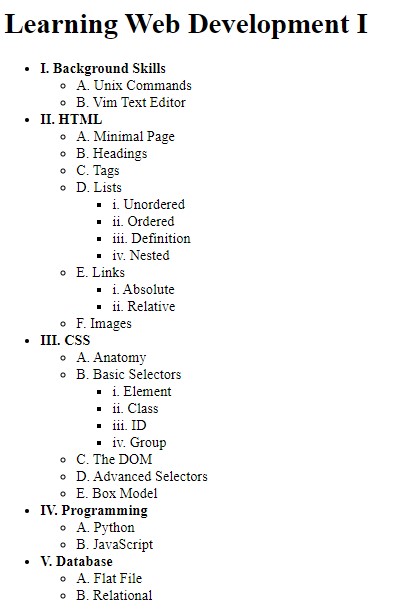 Learning Web Development I
I. Background Skills
A. Unix Commands
B. Vim Text Editor
II. HTML
A. Minimal Page
B. Headings
C. Tags
D. Lists
i. Unordered
ii. Ordered
iii. Definition
iv. Nested
E. Links
i. Absolute
ii. Relative
F. Images
III. CSS
A. Anatomy
B. Basic Selectors
i. Element
ii. Class
iii. ID
iv. Group
C. The DOM
D. Advanced Selectors
E. Box Model
IV. Programming
A. Python
B. JavaScript
V. Database
A. Flat File
B. Relational